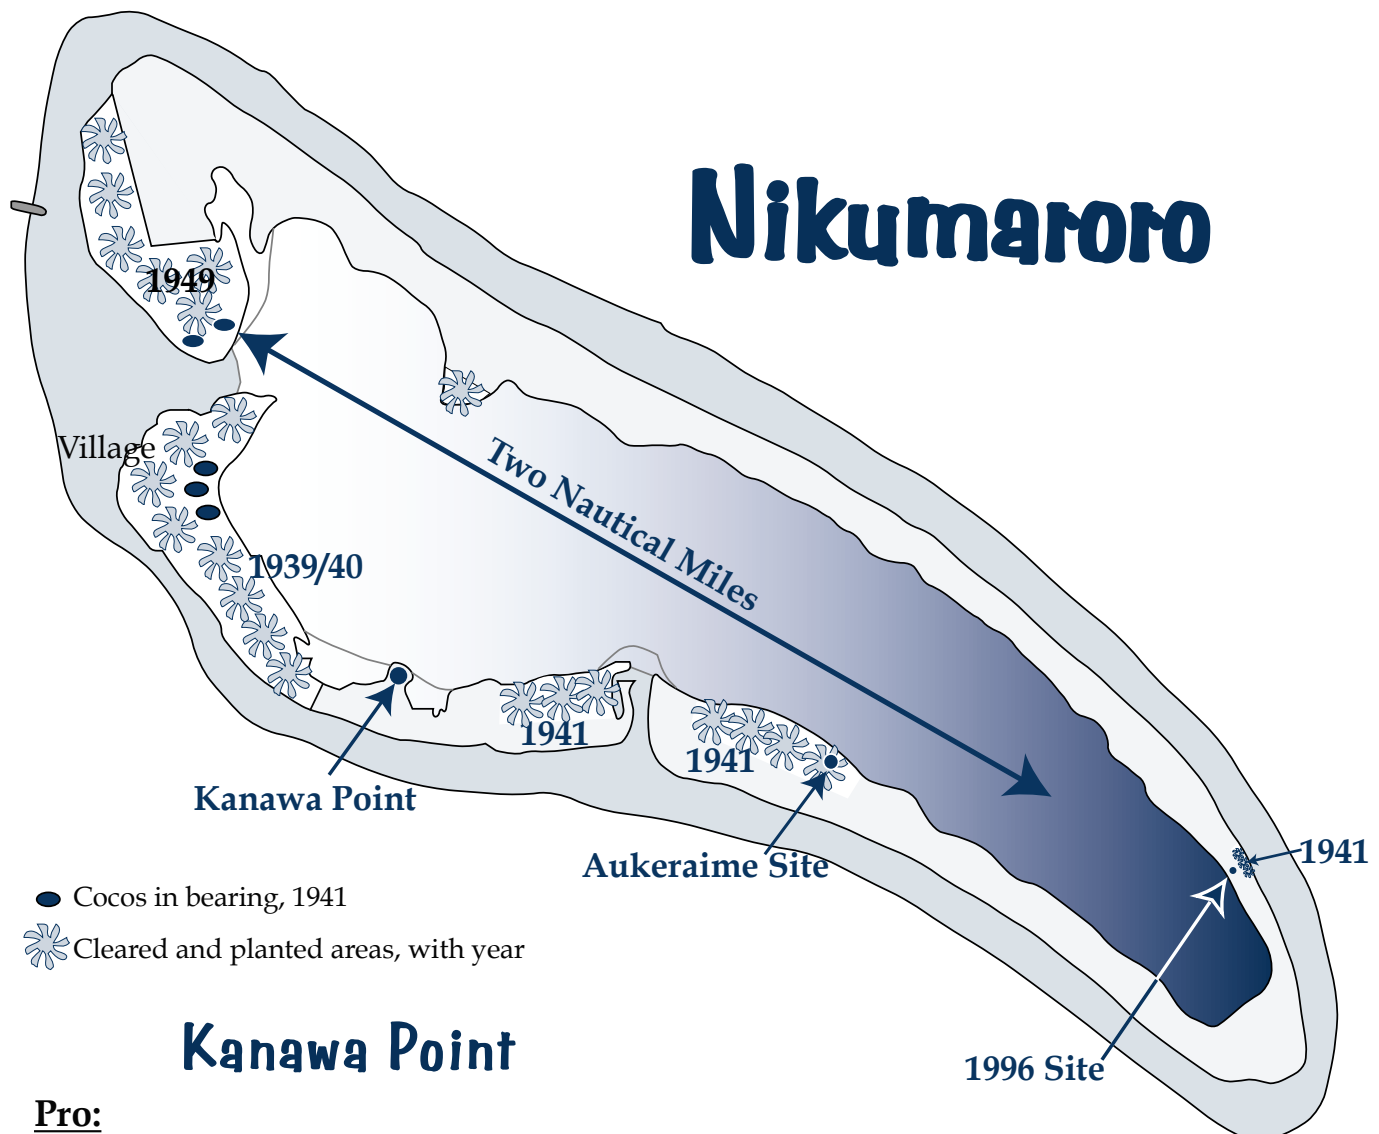 Nikumaroro
1949
Village
Two Nautical Miles
1939/40
1941
1941
Kanawa Point
Aukeraime Site
1941
Cocos in bearing, 1941
Cleared and planted areas, with year
1996 Site
Kanawa Point
Pro: